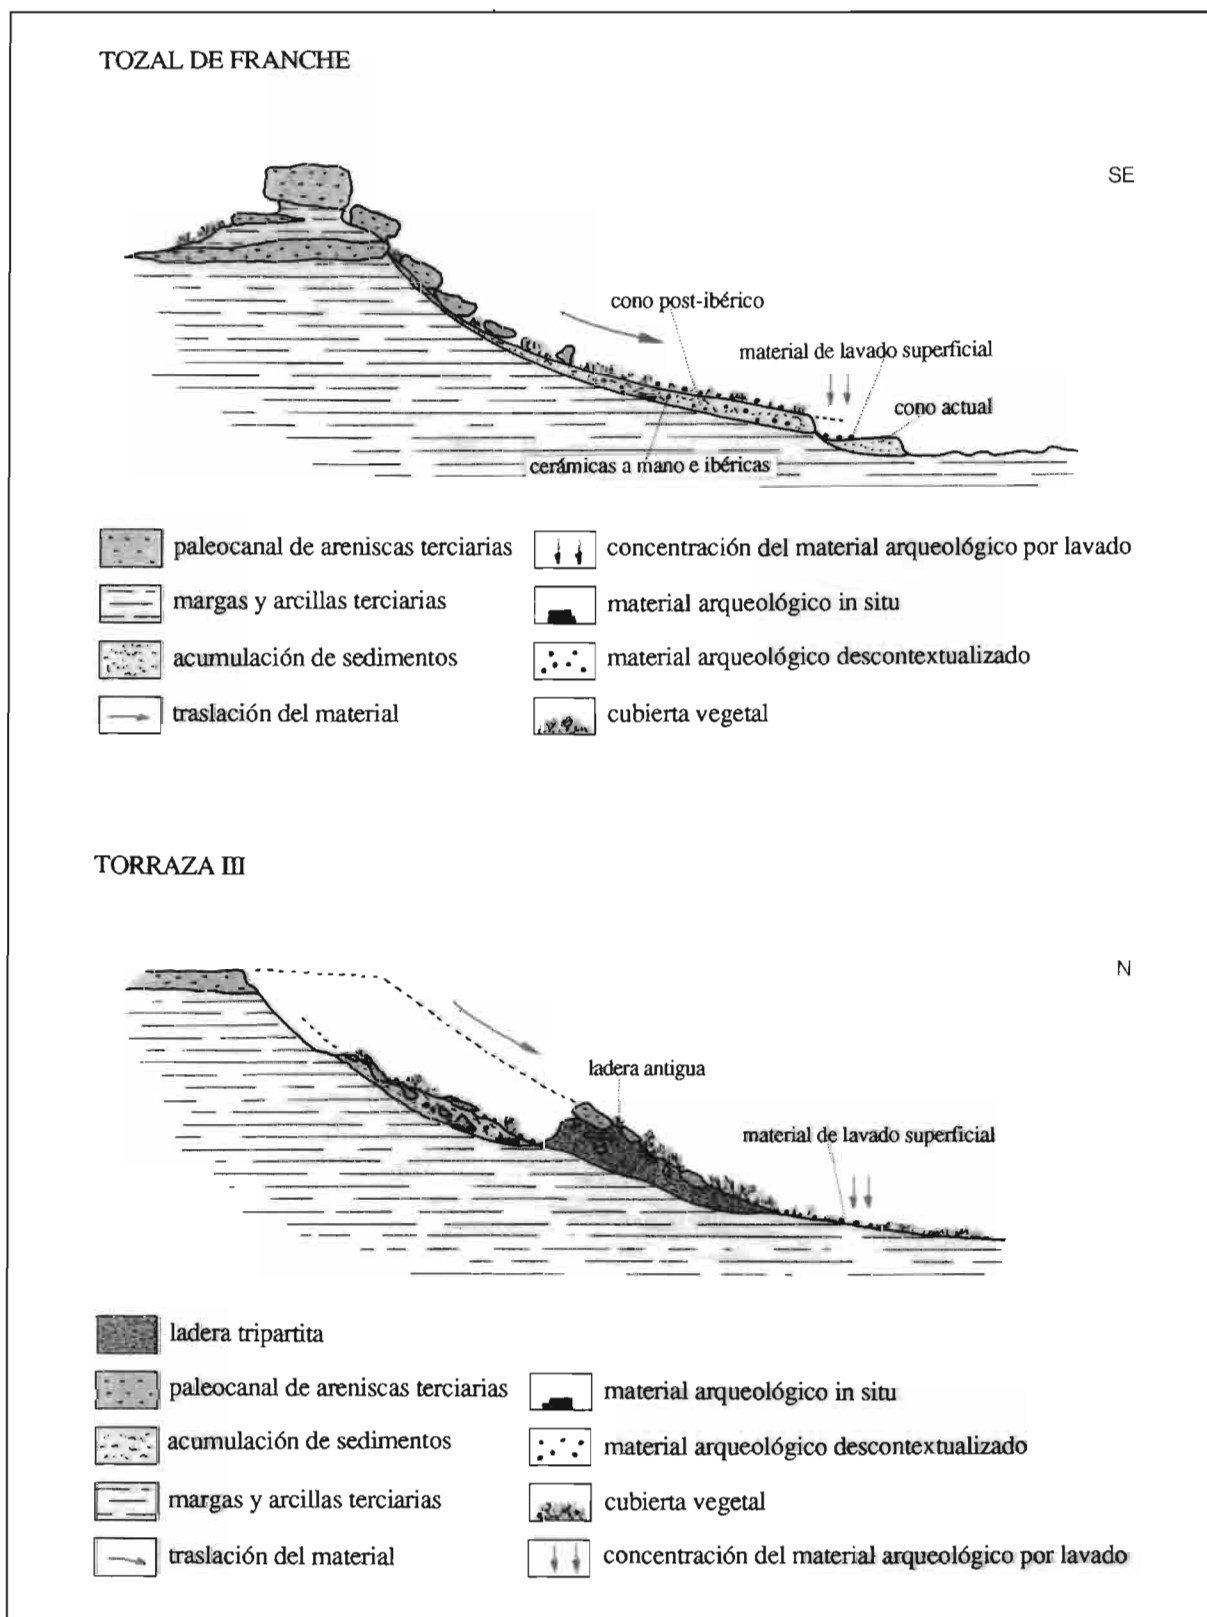 TOZAL DE FRANCHE
SE
cono post-ibérico
material de lavado superficial
cono actual
cerámicas a mano e ibéricas
paleocanal de areniscas terciarias
margas y arcillas terciarias
acumulación de sedimentos
traslación del material
concentración del material arqueológico por lavado
material arqueológico in situ
material arqueológico descontextualizado
cubierta vegetal
TORRAZA III
N
ladera antigua
material de lavado superficial
ladera tripartita
paleocanal de areniscas terciarias
acumulación de sedimentos
margas y arcillas terciarias
traslación del material
material arqueológico in situ
material arqueológico descontextualizado
cubierta vegetal
concentración del material arqueológico por lavado